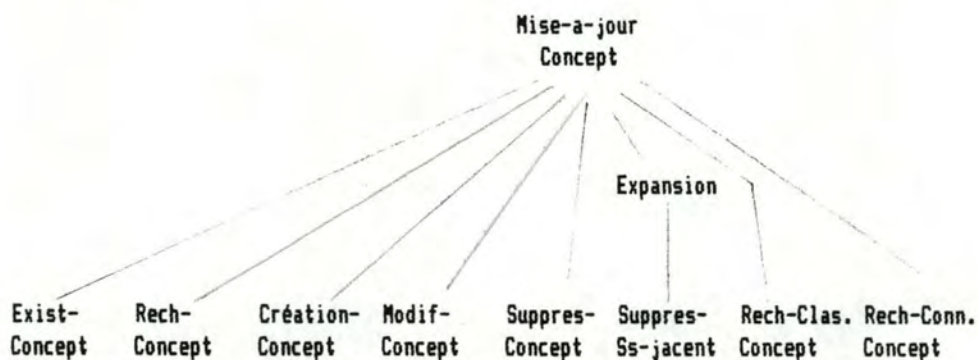 Mise-a-jour
Concept
Expansion
Exist- Rech- Création- Modif- Suppres- Suppres- Rech-Clas. Rech-Conn.
Concept Concept Concept Concept Concept Ss-jacent Concept Concept